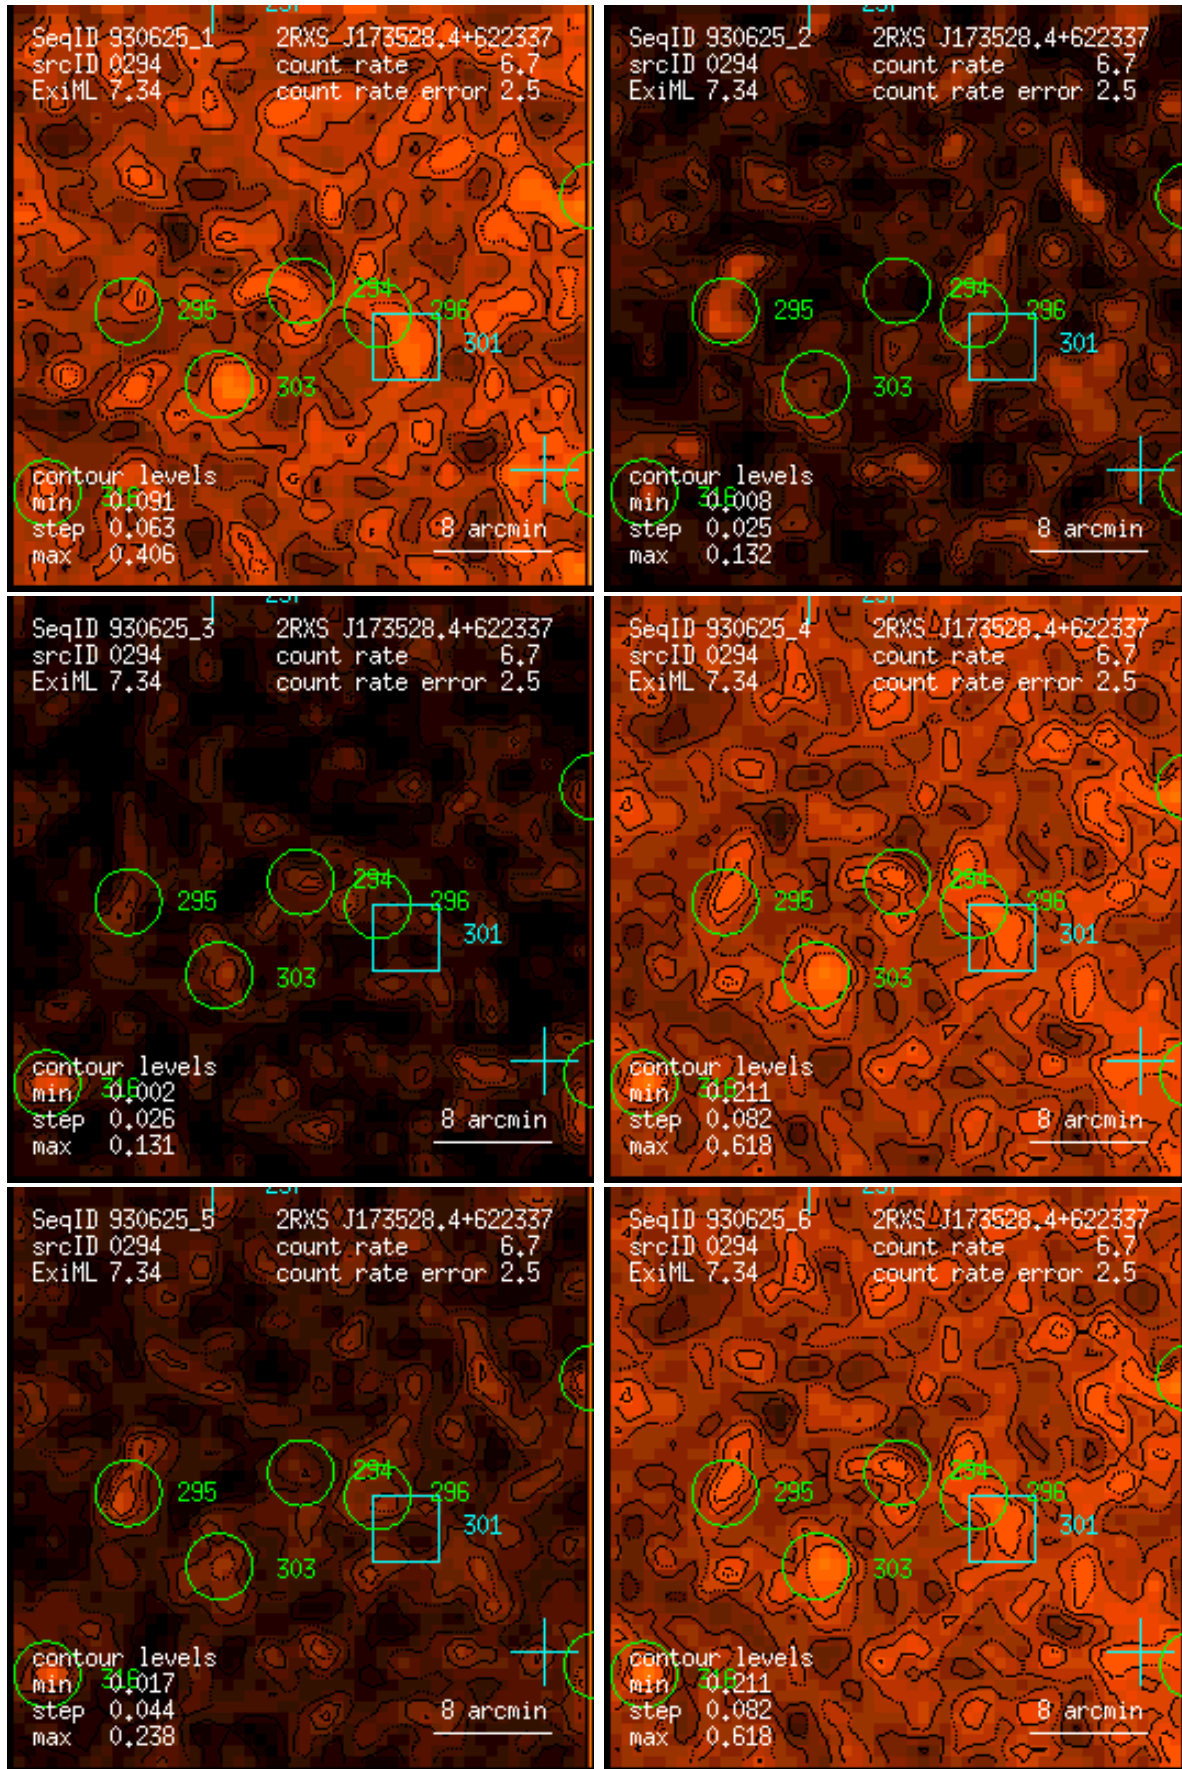 SeqID 930625_1 2RXS J173528.4+622337
srcID 0294 count rate 6.7
ExiML 7.34 count rate error 2.5
294
295 296
301
303
contour levels
316
min 0.091
step 0.063 8 arcmin
max 0.406
SeqID 930625_2 2RXS J173528.4+622337
srcID 0294 count rate 6.7
ExiML 7.34 count rate error 2.5
294
295 296
301
303
contour levels
316
min 0.008
step 0.025 8 arcmin
max 0.132
SeqID 930625_3 2RXS J173528.4+622337
srcID 0294 count rate 6.7
ExiML 7.34 count rate error 2.5
294
295 296
301
303
contour levels
316
min 0.002
step 0.026 8 arcmin
max 0.131
SeqID 930625_4 2RXS J173528.4+622337
srcID 0294 count rate 6.7
ExiML 7.34 count rate error 2.5
294
295 296
301
303
contour levels
316
min 0.211
step 0.082 8 arcmin
max 0.618
SeqID 930625_5 2RXS J173528.4+622337
srcID 0294 count rate 6.7
ExiML 7.34 count rate error 2.5
294
295 296
301
303
contour levels
316
min 0.017
step 0.044 8 arcmin
max 0.238
SeqID 930625_6 2RXS J173528.4+622337
srcID 0294 count rate 6.7
ExiML 7.34 count rate error 2.5
294
295 296
301
303
contour levels
316
min 0.211
step 0.082 8 arcmin
max 0.618